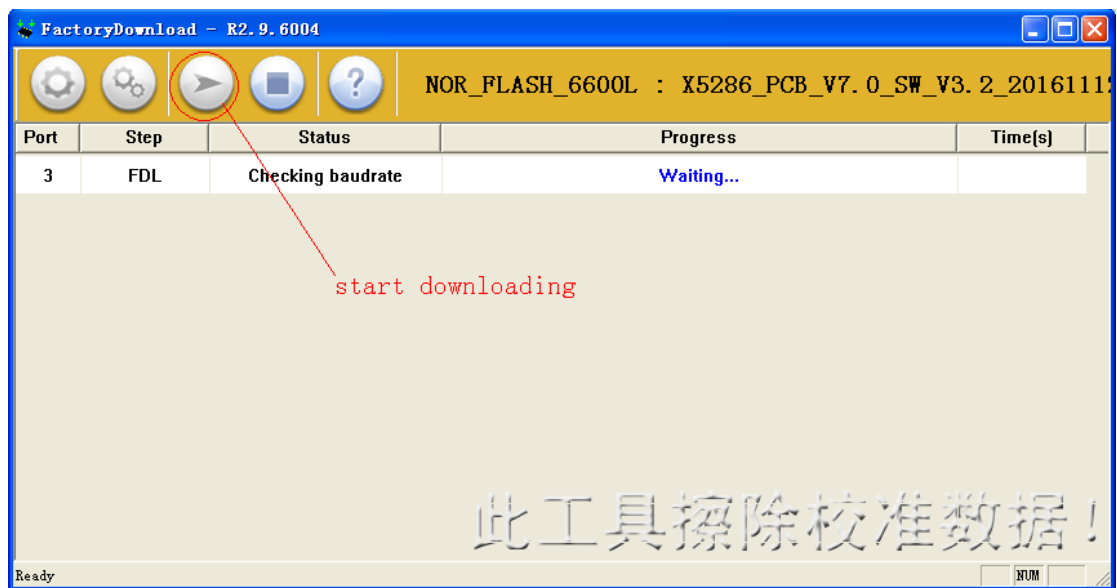 FactoryDownload - R2.9.6004
NOR_FLASH_6600L : X5286_PCB_V7.0_SW_V3.2_2016111
Port Step Status Progress Time(s)
3 FDL Checking baudrate Waiting...
start downloading
此工具擦除校准数据!
Ready NUM